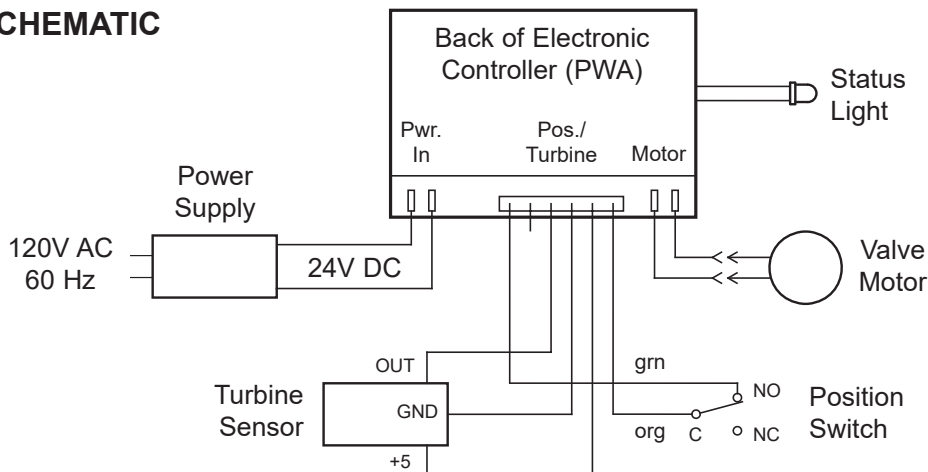 CHEMATIC
Back of Electronic
Controller (PWA)
Status
Light
Pwr.
In
Pos./
Turbine
Motor
Power
Supply
120V AC
60 Hz
24V DC
Valve
Motor
OUT
grn
Turbine
Sensor
GND
NO
Position
Switch
org
C
NC
+5